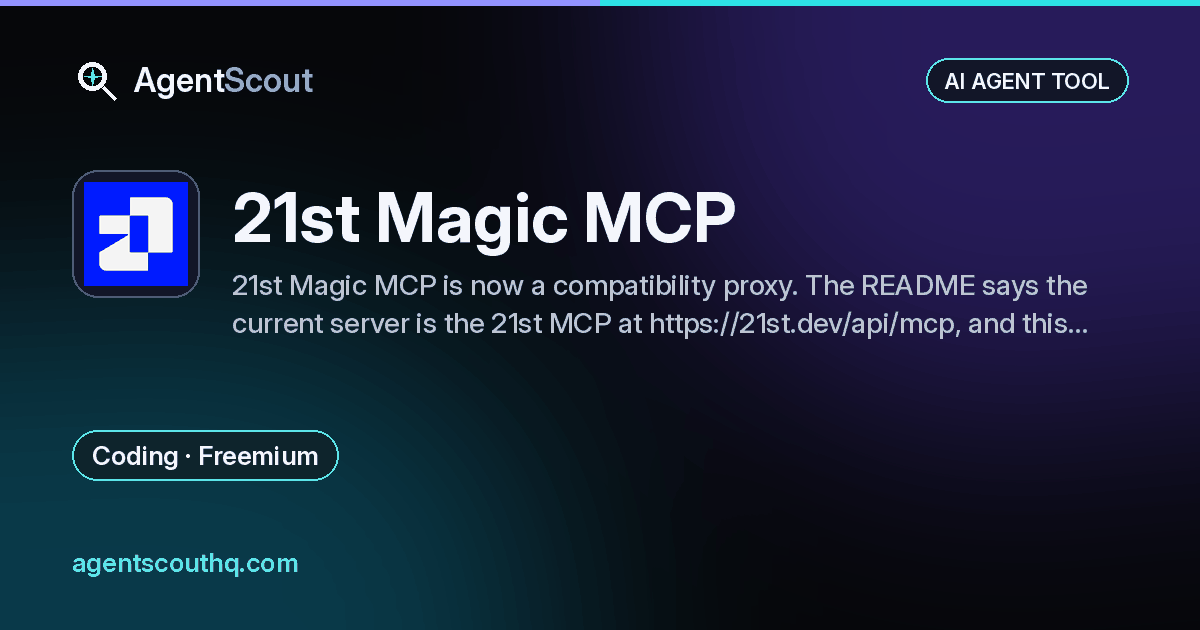 AgentScout
AI AGENT TOOL
21st Magic MCP
21st Magic MCP is now a compatibility proxy. The README says the
current server is the 21st MCP at https://21st.dev/api/mcp, and this...
Coding · Freemium
agentscouthq.com